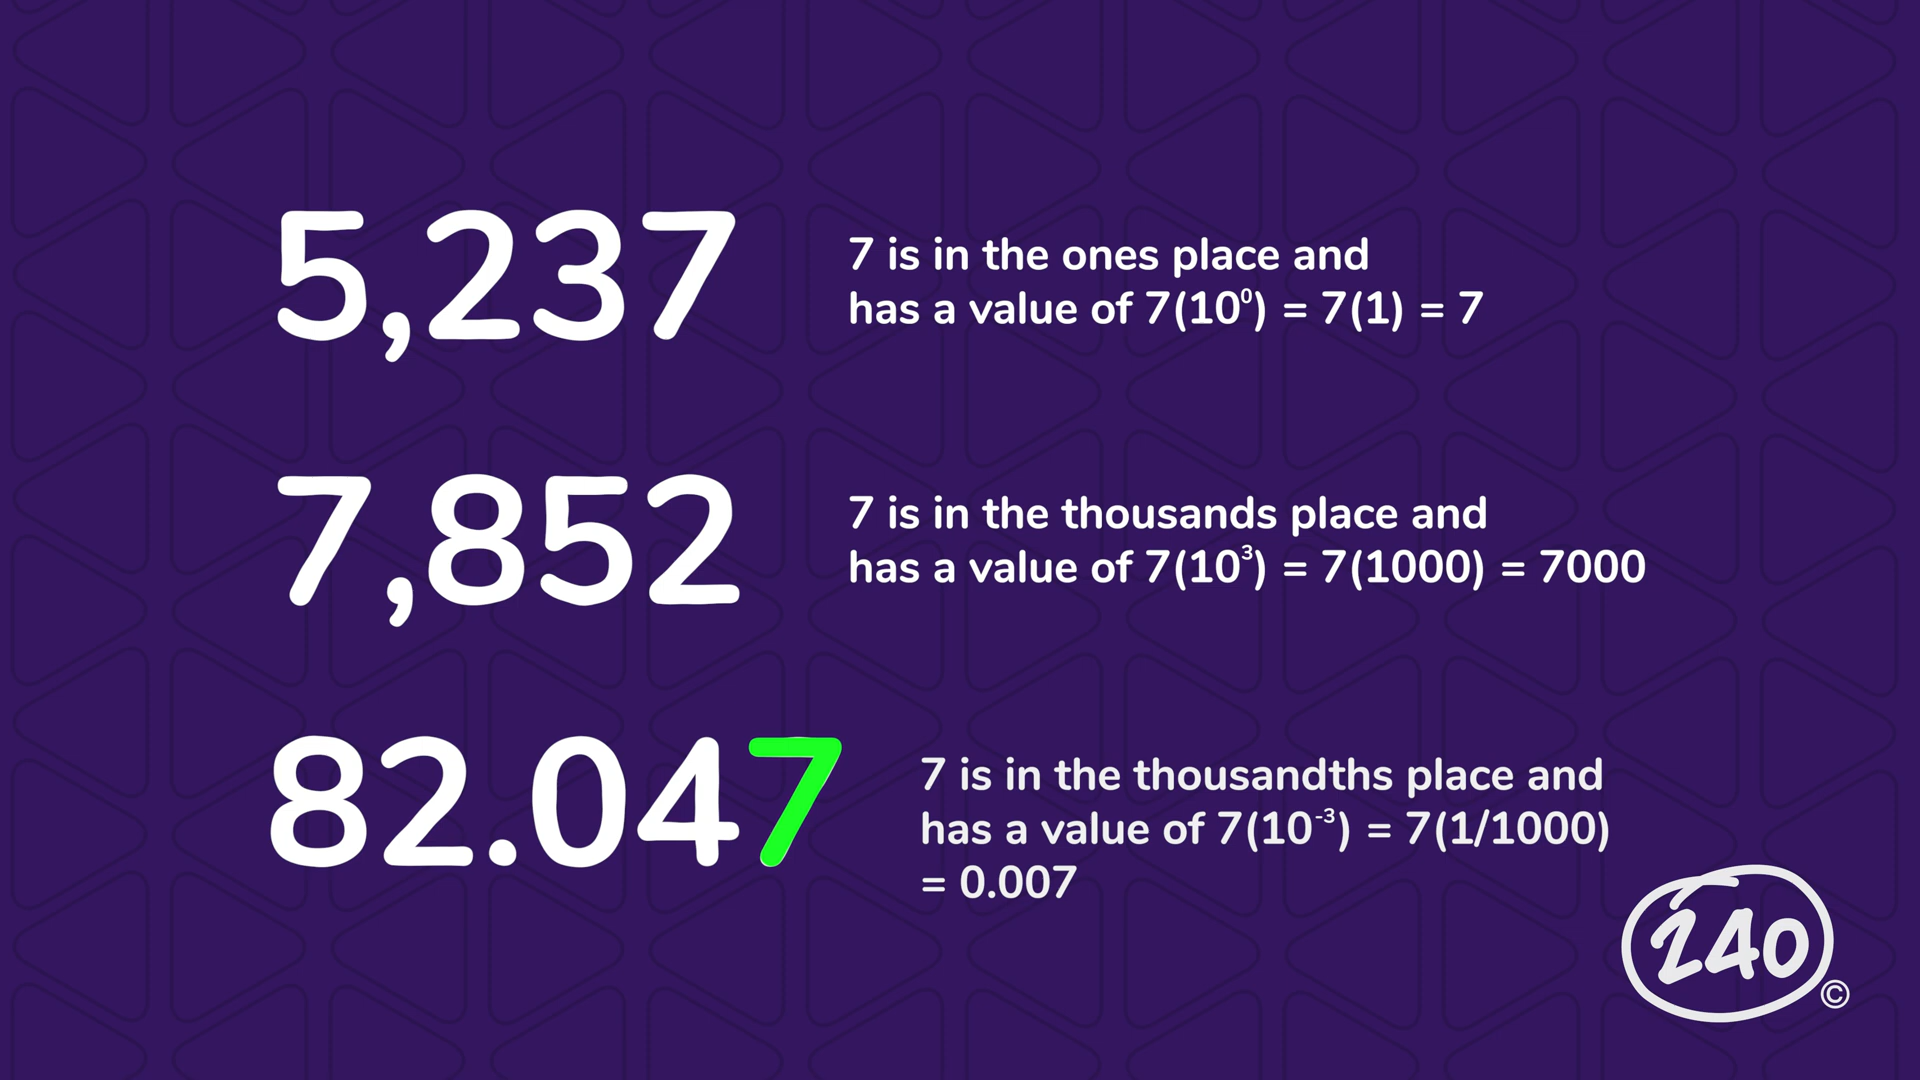 5,237
7 is in the ones place and
has a value of 7(10⁰) = 7(1) = 7
7,852
7 is in the thousands place and
has a value of 7(10³) = 7(1000) = 7000
82.047
7 is in the thousandths place and
has a value of 7(10⁻³) = 7(1/1000)
= 0.007
240
©